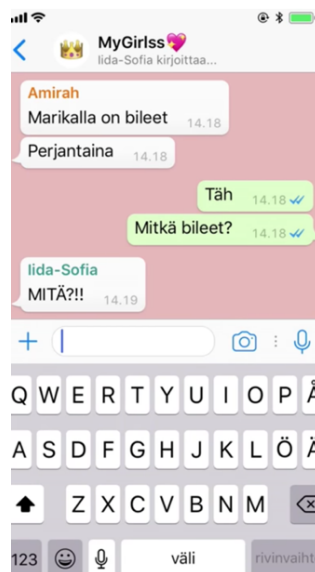 MyGirlss💖
Iida-Sofia kirjoittaa...
Amirah
Marikalla on bileet 14.18
Perjantaina 14.18
Täh 14.18
Mitkä bileet? 14.18
Iida-Sofia
MITÄ?!! 14.19
Q W E R T Y U I O P Å
A S D F G H J K L Ö Ä
Z X C V B N M
123 väli rivinvaiht